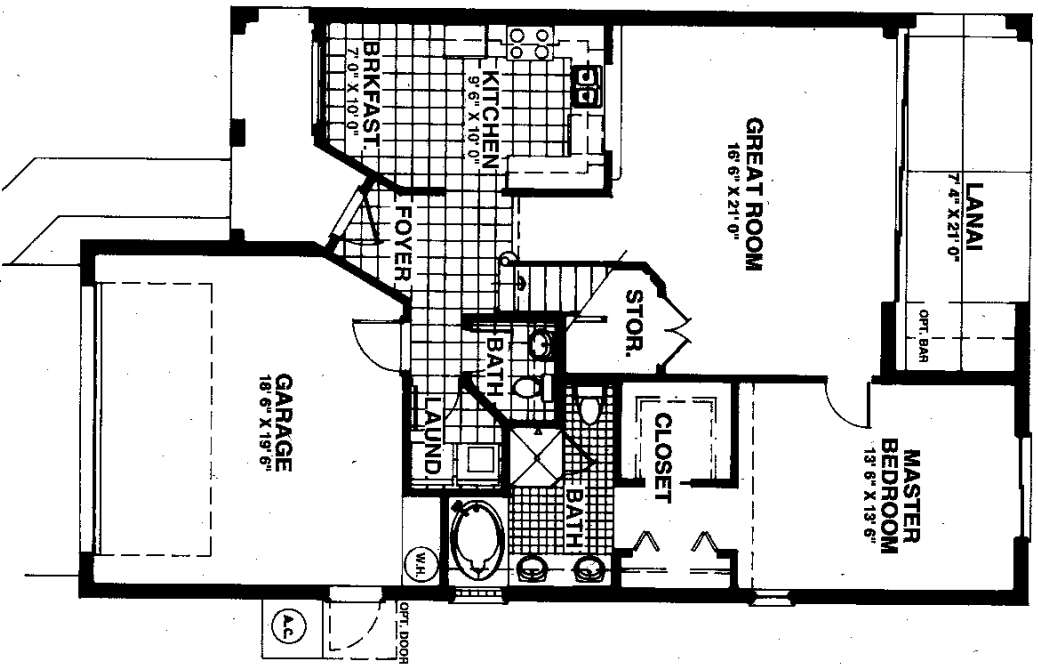 LANAI
7' 4" X 21' 0"
OPT. BAR
GREAT ROOM
16' 6" X 21' 0"
MASTER
BEDROOM
13' 6" X 13' 6"
STOR.
CLOSET
KITCHEN
9' 6" X 10' 0"
BRKFAST.
7' 0" X 10' 0"
FOYER
BATH
BATH
LAUND.
GARAGE
18' 6" X 19' 6"
W.H.
A.C.
OPT. DOOR